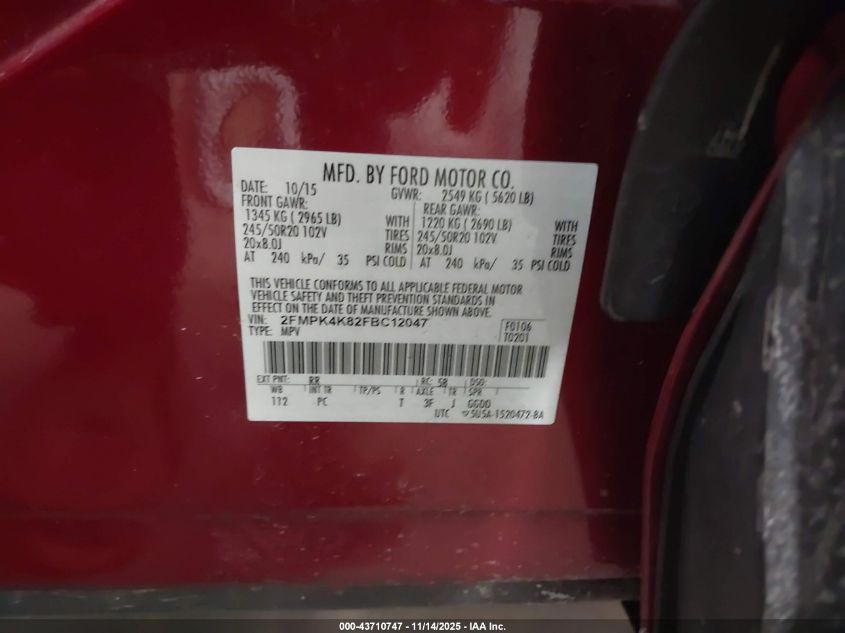 MFD. BY FORD MOTOR CO.
DATE: 10/15 GVWR: 2549 KG ( 5620 LB)
FRONT GAWR: REAR GAWR:
1345 KG ( 2965 LB) WITH 1220 KG ( 2690 LB) WITH
245/50R20 102V TIRES 245/50R20 102V TIRES
20x8.0J RIMS 20x8.0J RIMS
AT 240 kPa/ 35 PSI COLD AT 240 kPa/ 35 PSI COLD
THIS VEHICLE CONFORMS TO ALL APPLICABLE FEDERAL MOTOR
VEHICLE SAFETY AND THEFT PREVENTION STANDARDS IN
EFFECT ON THE DATE OF MANUFACTURE SHOWN ABOVE.
VIN: 2FMPK4K82FBC12047 F0106
TYPE: MPV T0201
EXT PNT: RR RC: 58 DSO:
WB INT TR TP/PS R AXLE TR SPR
112 PC T 3F J GGDD
UTC 5U5A-1520472-BA
000-43710747 - 11/14/2025 - IAA Inc.